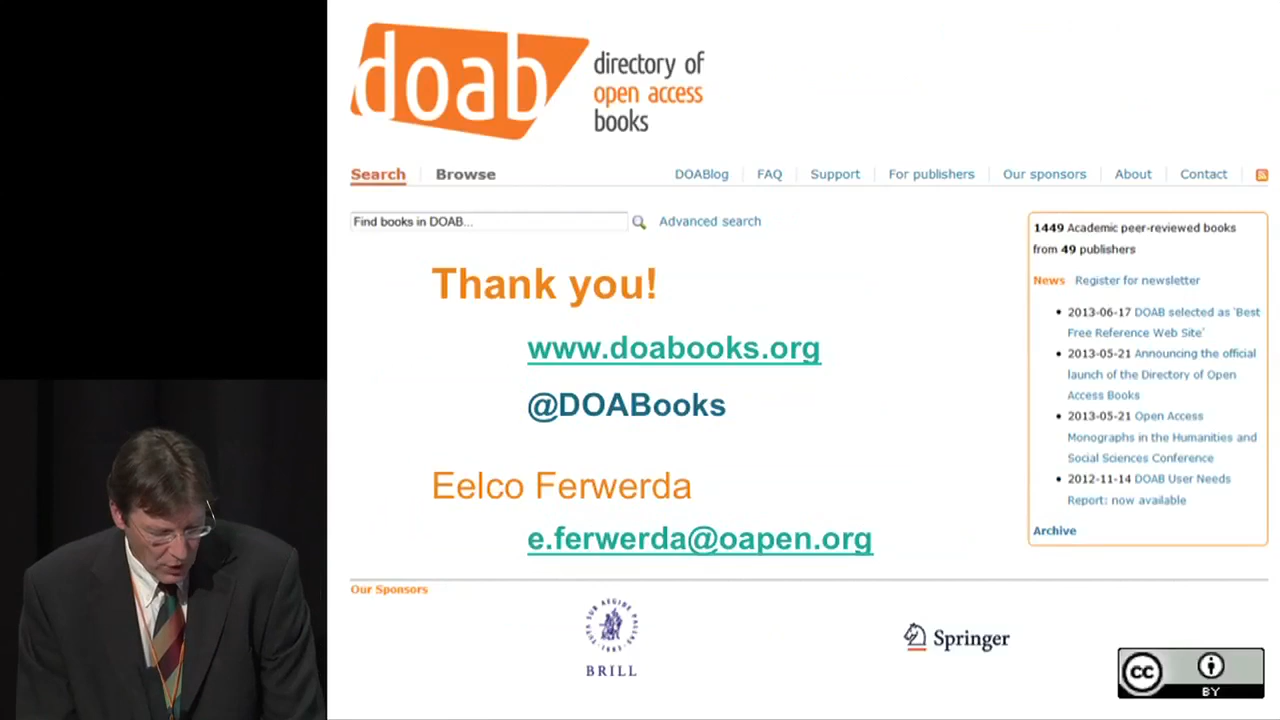 doab
directory of
open access
books
Search
Browse
DOABlog
FAQ
Support
For publishers
Our sponsors
About
Contact
Find books in DOAB...
Advanced search
Thank you!
www.doabooks.org
@DOABooks
Eelco Ferwerda
e.ferwerda@oapen.org
1449 Academic peer-reviewed books
from 49 publishers
News Register for newsletter
2013-06-17 DOAB selected as 'Best
Free Reference Web Site'
2013-05-21 Announcing the official
launch of the Directory of Open
Access Books
2013-05-21 Open Access
Monographs in the Humanities and
Social Sciences Conference
2012-11-14 DOAB User Needs
Report: now available
Archive
Our Sponsors
BRILL
Springer
cc
BY